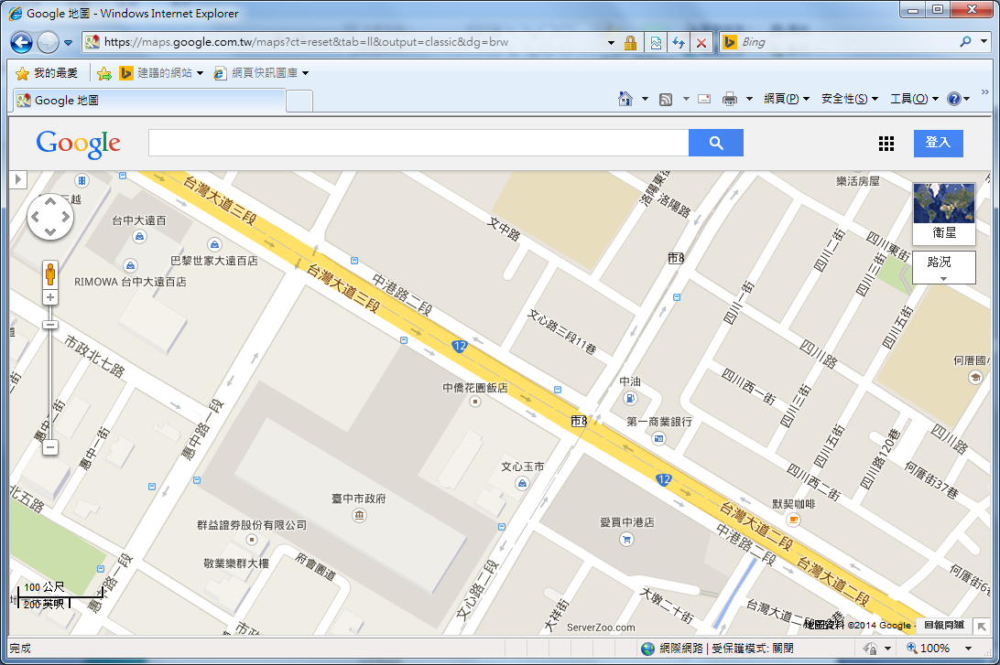 Google 地圖 - Windows Internet Explorer
https://maps.google.com.tw/maps?ct=reset&tab=ll&output=classic&dg=brw
Bing
我的最愛
建議的網站
網頁快訊圖庫
Google 地圖
網頁(P)
安全性(S)
工具(O)
Google
登入
台灣大道三段
洛陽東街
洛陽路
樂活房屋
三越
台中大遠百
文中路
衛星
四川東街
四川二街
四川三街
巴黎世家大遠百店
市8
RIMOWA 台中大遠百店
台灣大道三段
中港路二段
路況
四川一街
四川五街
文心路三段11巷
12
市政北七路
四川路
何厝國小
中僑花園飯店
中油
四川西一街
四川三街
惠中二街
惠中一街
惠中路一段
市8
第一商業銀行
四川五街
四川路120巷
四川路
文心玉市
12
四川西二街
何厝街37巷
北五路
臺中市政府
默契咖啡
群益證券股份有限公司
愛買中港店
台灣大道二段
中港路一段
敬業樂群大樓
府會園道
惠中路一段
文心路二段
台灣大道二段
何厝街6巷
100 公尺
200 英呎
大墩二十街
大祥街
台灣大道二
市政
ServerZoo.com
地圖資料 ©2014 Google -
回報問題
完成
網際網路 | 受保護模式: 關閉
100%